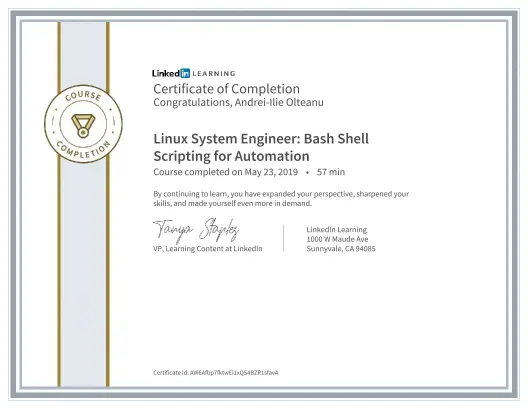 COURSE
COMPLETION
Linked in LEARNING
Certificate of Completion
Congratulations, Andrei-Ilie Olteanu
Linux System Engineer: Bash Shell
Scripting for Automation
Course completed on May 23, 2019 • 57 min
By continuing to learn, you have expanded your perspective, sharpened your
skills, and made yourself even more in demand.
Tanya Staples
VP, Learning Content at LinkedIn
LinkedIn Learning
1000 W Maude Ave
Sunnyvale, CA 94085
Certificate Id: